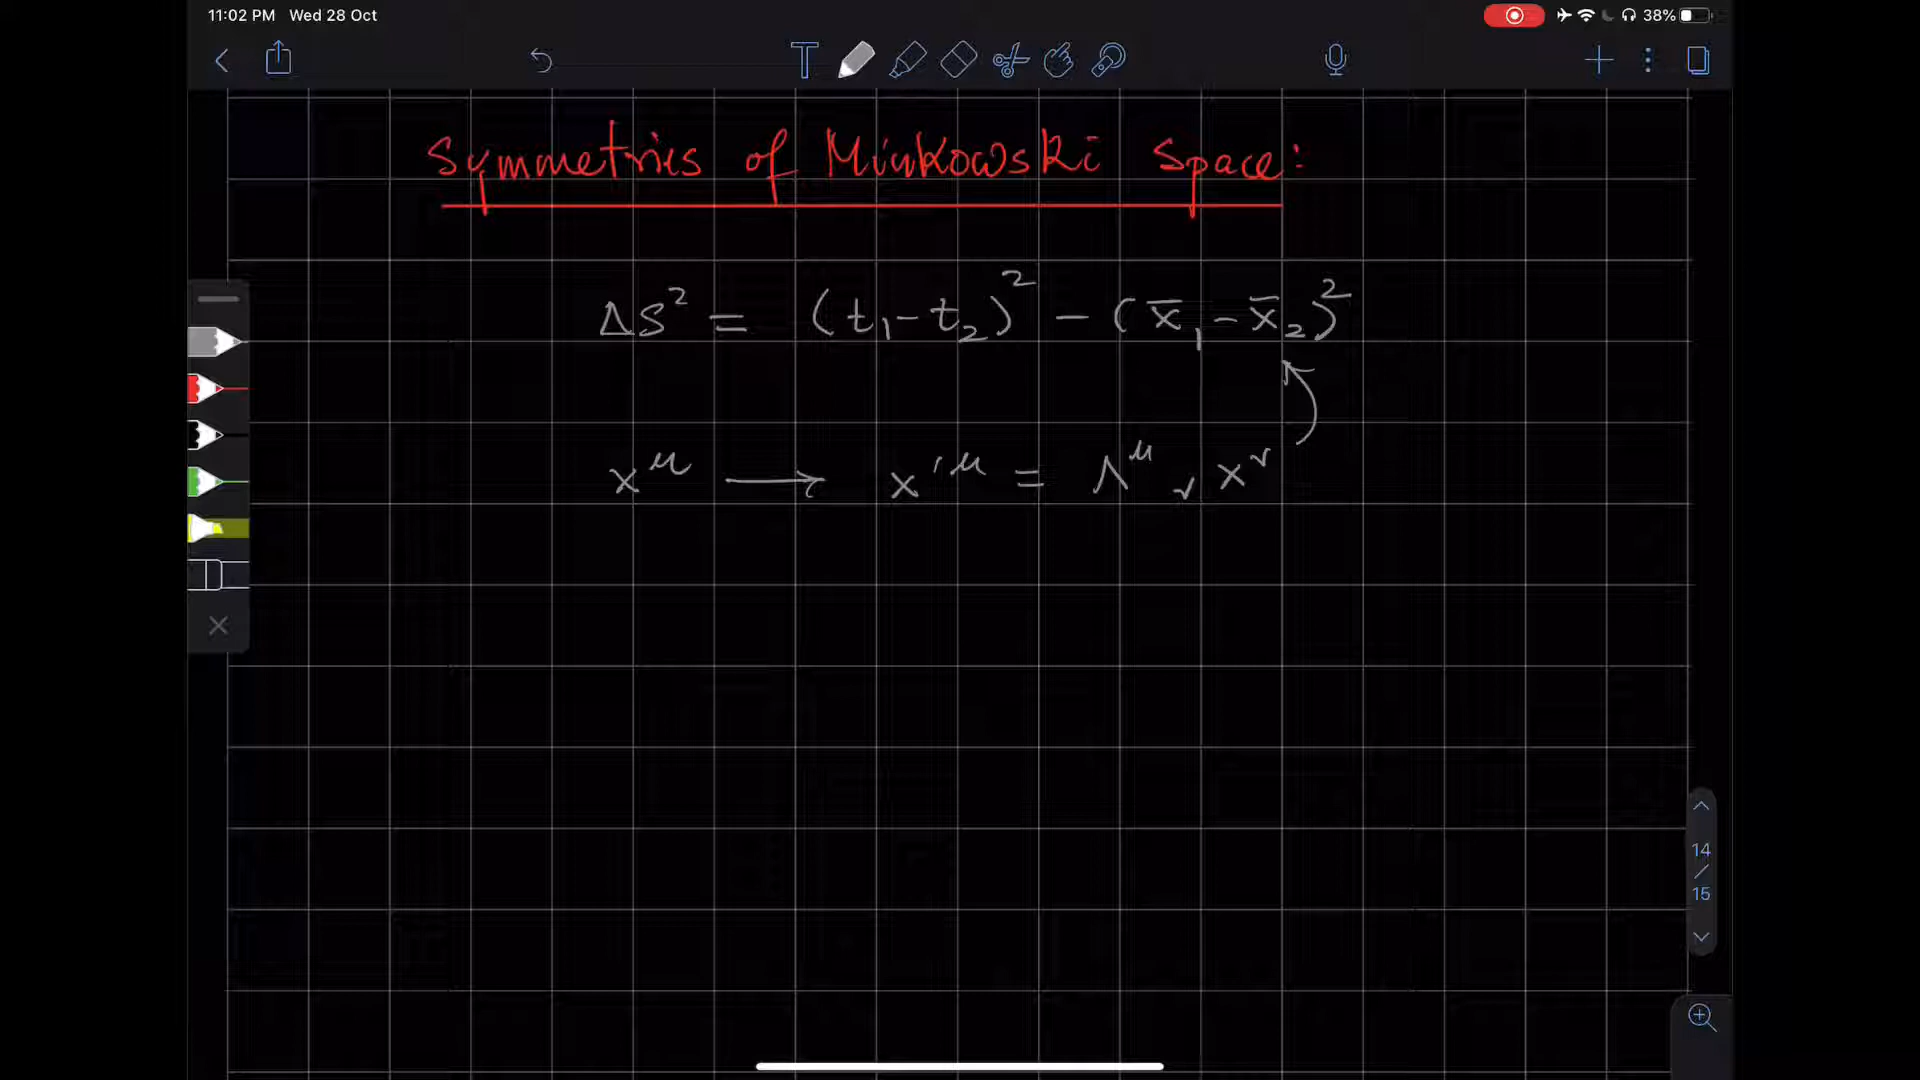 11:02 PM Wed 28 Oct 38%
Symmetries of Minkowski Space:
Δs² = (t₁-t₂)² - (x̅₁-x̅₂)²
x^μ ⟶ x'^μ = Λ^μ_ν x^ν
14
/
15